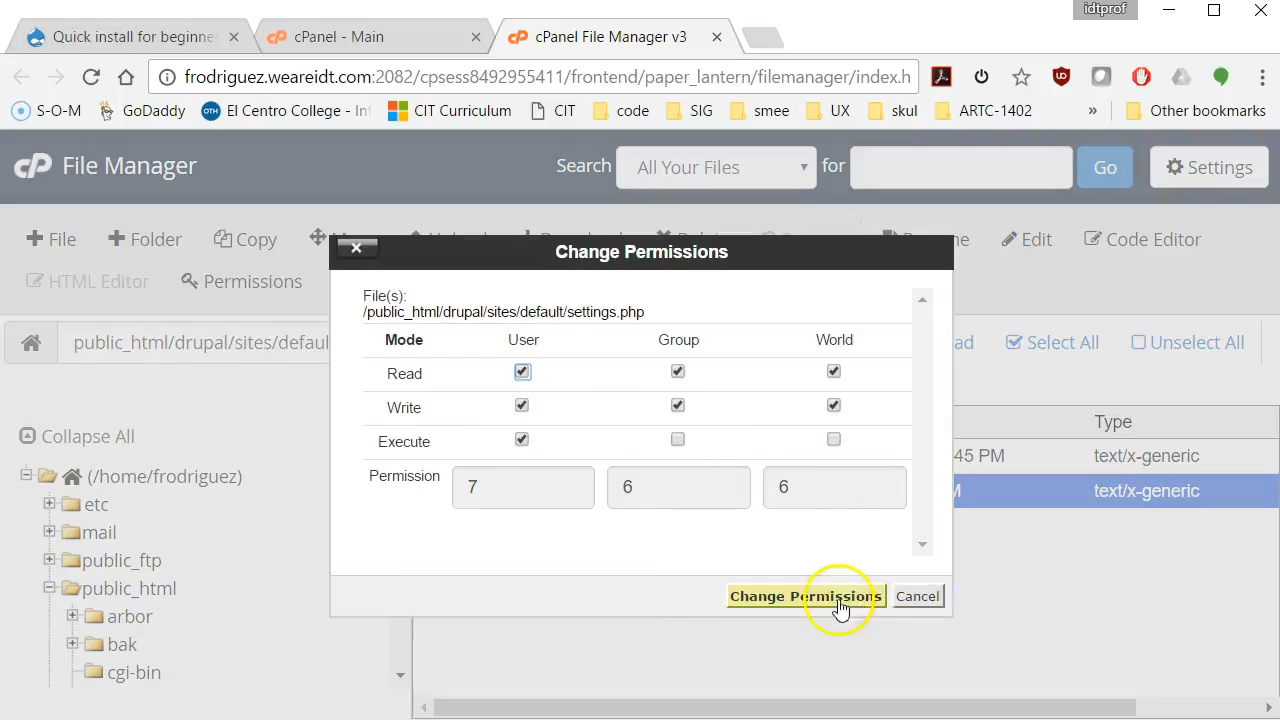 idtprof
Quick install for beginne
cPanel - Main
cPanel File Manager v3
frodriguez.weareidt.com:2082/cpsess8492955411/frontend/paper_lantern/filemanager/index.h
S-O-M
GoDaddy
El Centro College - Inf
CIT Curriculum
CIT
code
SIG
smee
UX
skul
ARTC-1402
»
Other bookmarks
cP File Manager
Search
All Your Files
for
Go
Settings
File
Folder
Copy
Edit
Code Editor
HTML Editor
Permissions
Change Permissions
File(s):
/public_html/drupal/sites/default/settings.php
Mode User Group World
Read
Write
Execute
Permission 7 6 6
Change Permissions Cancel
public_html/drupal/sites/defau
Select All
Unselect All
Type
45 PM text/x-generic
M text/x-generic
Collapse All
(/home/frodriguez)
etc
mail
public_ftp
public_html
arbor
bak
cgi-bin